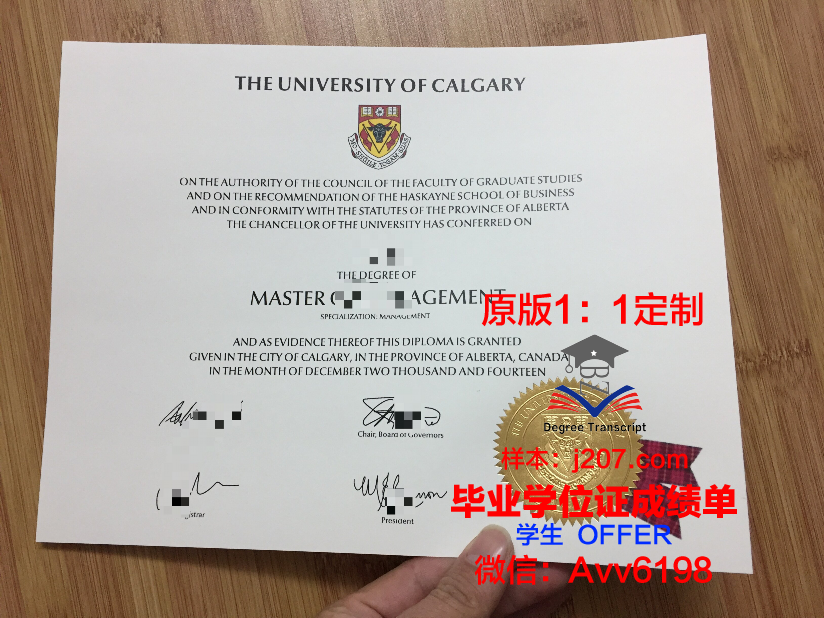 THE UNIVERSITY OF CALGARY
ON THE AUTHORITY OF THE COUNCIL OF THE FACULTY OF GRADUATE STUDIES
AND ON THE RECOMMENDATION OF THE HASKAYNE SCHOOL OF BUSINESS
AND IN CONFORMITY WITH THE STATUTES OF THE PROVINCE OF ALBERTA
THE CHANCELLOR OF THE UNIVERSITY HAS CONFERRED ON
THE DEGREE OF
MASTER
SPECIALIZATION: MANAGEMENT
原版1：1定制
AND AS EVIDENCE THEREOF THIS DIPLOMA IS GRANTED
GIVEN IN THE CITY OF CALGARY, IN THE PROVINCE OF ALBERTA, CANADA
IN THE MONTH OF DECEMBER TWO THOUSAND AND FOURTEEN
Chair, Board of Governors
Degree Transcript
样本：j207.com
毕业学位证成绩单
President
学生 OFFER
微信：Avv6198